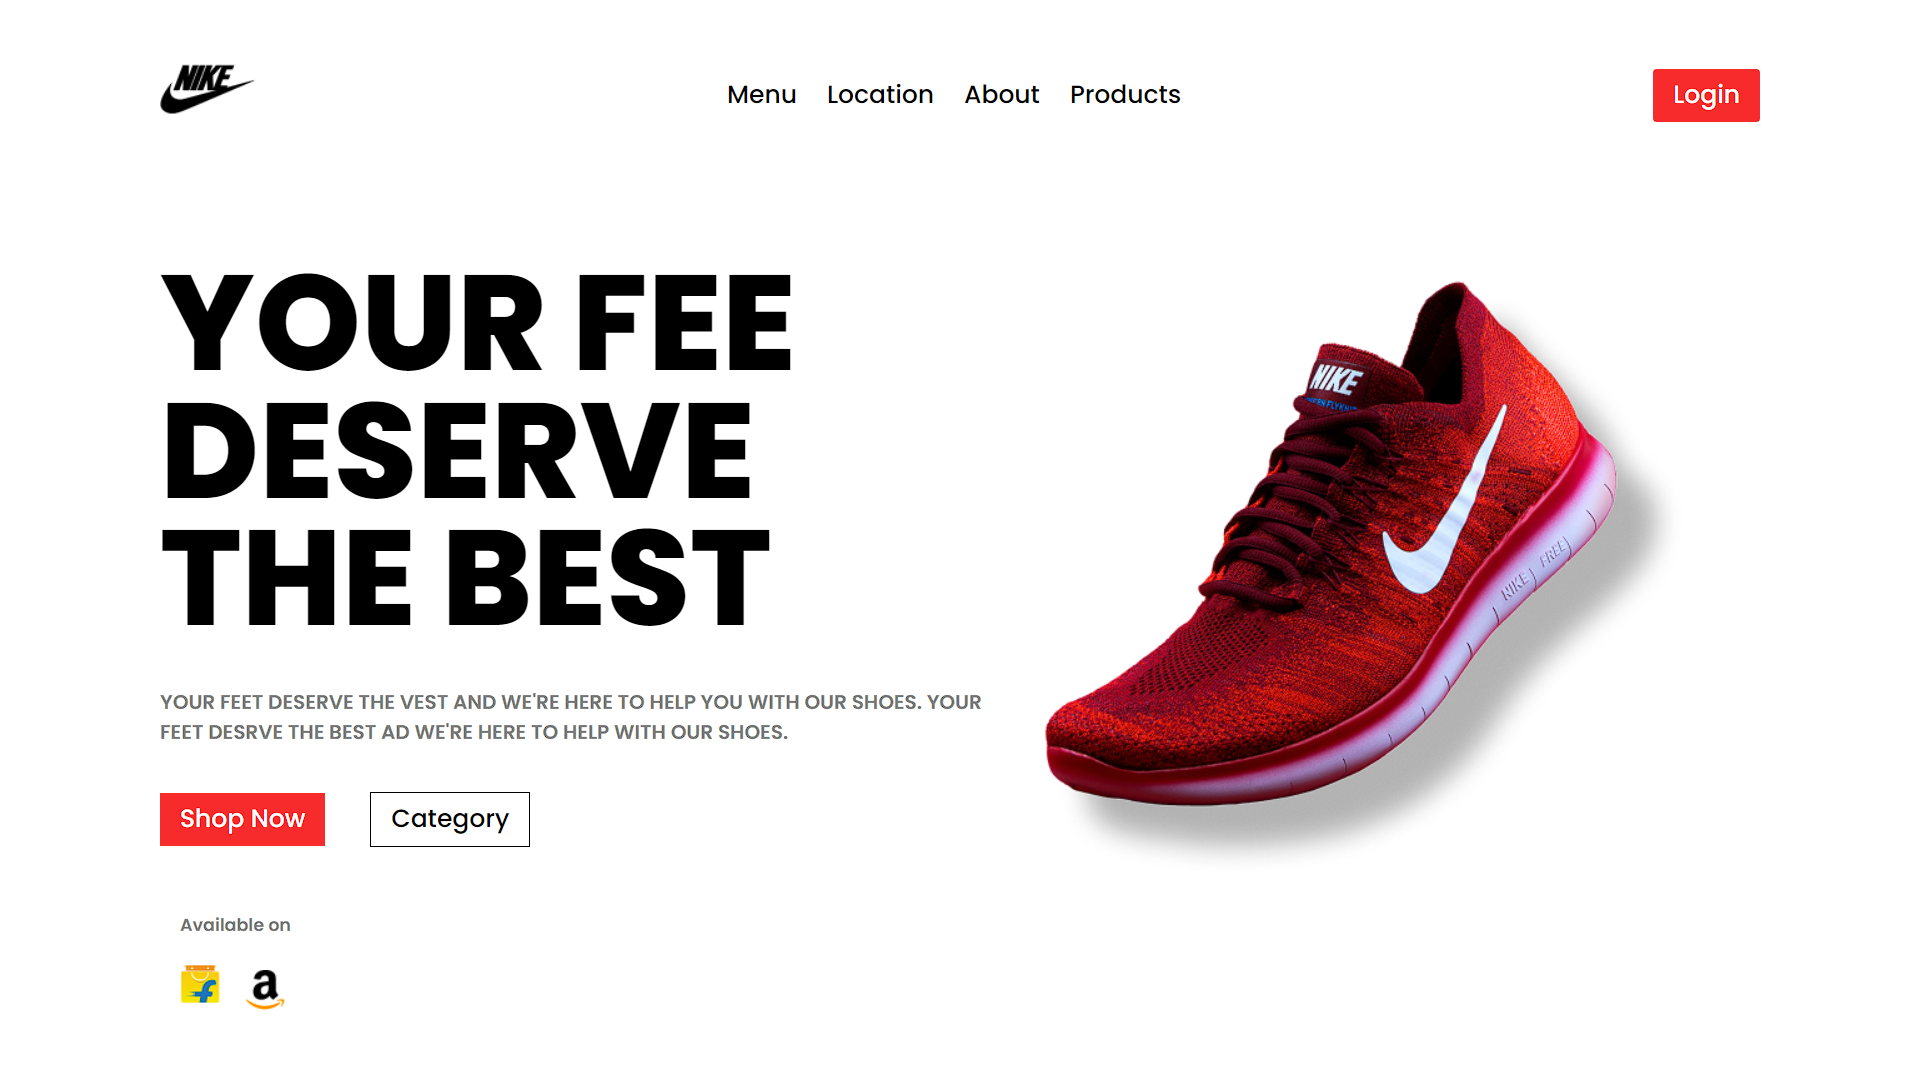 NIKE
Menu Location About Products
Login
YOUR FEE
DESERVE
THE BEST
YOUR FEET DESERVE THE VEST AND WE'RE HERE TO HELP YOU WITH OUR SHOES. YOUR
FEET DESRVE THE BEST AD WE'RE HERE TO HELP WITH OUR SHOES.
Shop Now
Category
Available on
NIKE
NIKE FREE